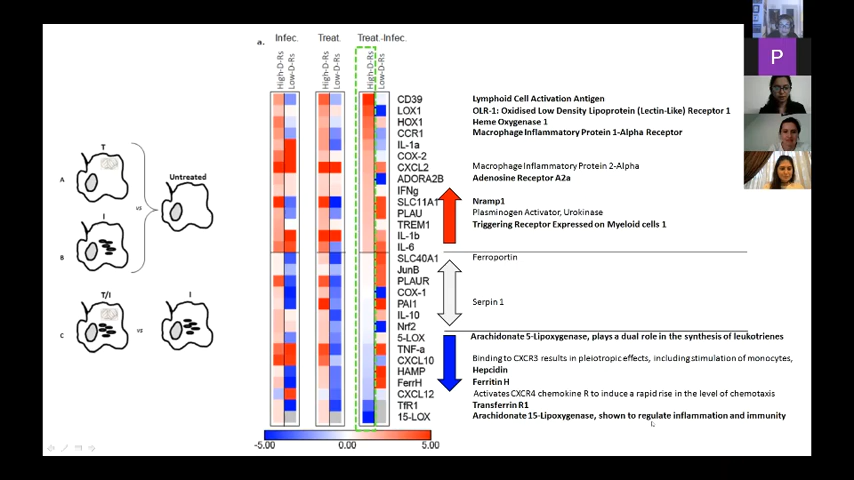 a.
Infec. Treat. Treat.-Infec.
High-D-Rs Low-D-Rs High-D-Rs Low-D-Rs High-D-Rs Low-D-Rs
CD39 Lymphoid Cell Activation Antigen
LOX1 OLR-1: Oxidised Low Density Lipoprotein (Lectin-Like) Receptor 1
HOX1 Heme Oxygenase 1
CCR1 Macrophage Inflammatory Protein 1-Alpha Receptor
IL-1a
COX-2
CXCL2 Macrophage Inflammatory Protein 2-Alpha
ADORA2B Adenosine Receptor A2a
IFNg
SLC11A1 Nramp1
PLAU Plasminogen Activator, Urokinase
TREM1 Triggering Receptor Expressed on Myeloid cells 1
IL-1b
IL-6
SLC40A1 Ferroportin
JunB
PLAUR
COX-1
PAI1 Serpin 1
IL-10
Nrf2
5-LOX Arachidonate 5-Lipoxygenase, plays a dual role in the synthesis of leukotrienes
TNF-a
CXCL10 Binding to CXCR3 results in pleiotropic effects, including stimulation of monocytes,
HAMP Hepcidin
FerrH Ferritin H
CXCL12 Activates CXCR4 chemokine R to induce a rapid rise in the level of chemotaxis
TfR1 Transferrin R1
15-LOX Arachidonate 15-Lipoxygenase, shown to regulate inflammation and immunity
-5.00 0.00 5.00
T
A
vs
Untreated
I
B
T/I I
C vs
P